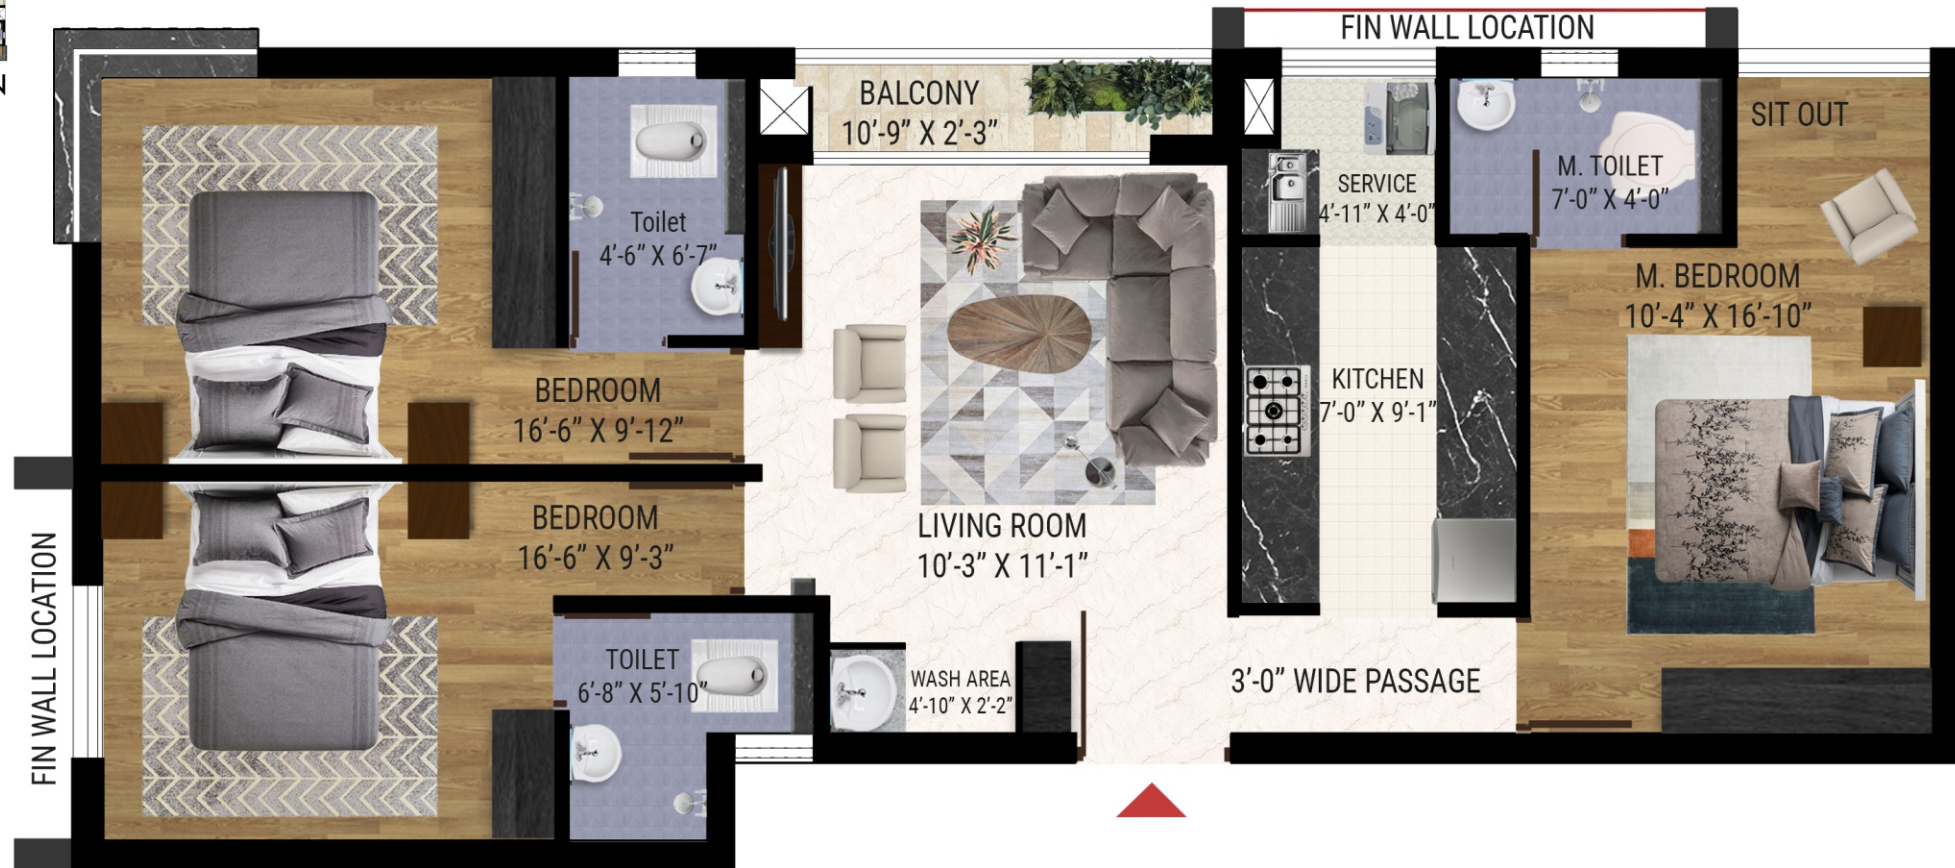 FIN WALL LOCATION
BALCONY
10’-9” X 2’-3”
SIT OUT
M. TOILET
7’-0” X 4’-0”
SERVICE
4’-11” X 4’-0”
Toilet
4’-6” X 6’-7”
M. BEDROOM
10’-4” X 16’-10”
BEDROOM
16’-6” X 9’-12”
KITCHEN
7’-0” X 9’-1”
BEDROOM
16’-6” X 9’-3”
LIVING ROOM
10’-3” X 11’-1”
FIN WALL LOCATION
TOILET
6’-8” X 5’-10”
WASH AREA
4’-10” X 2’-2”
3’-0” WIDE PASSAGE